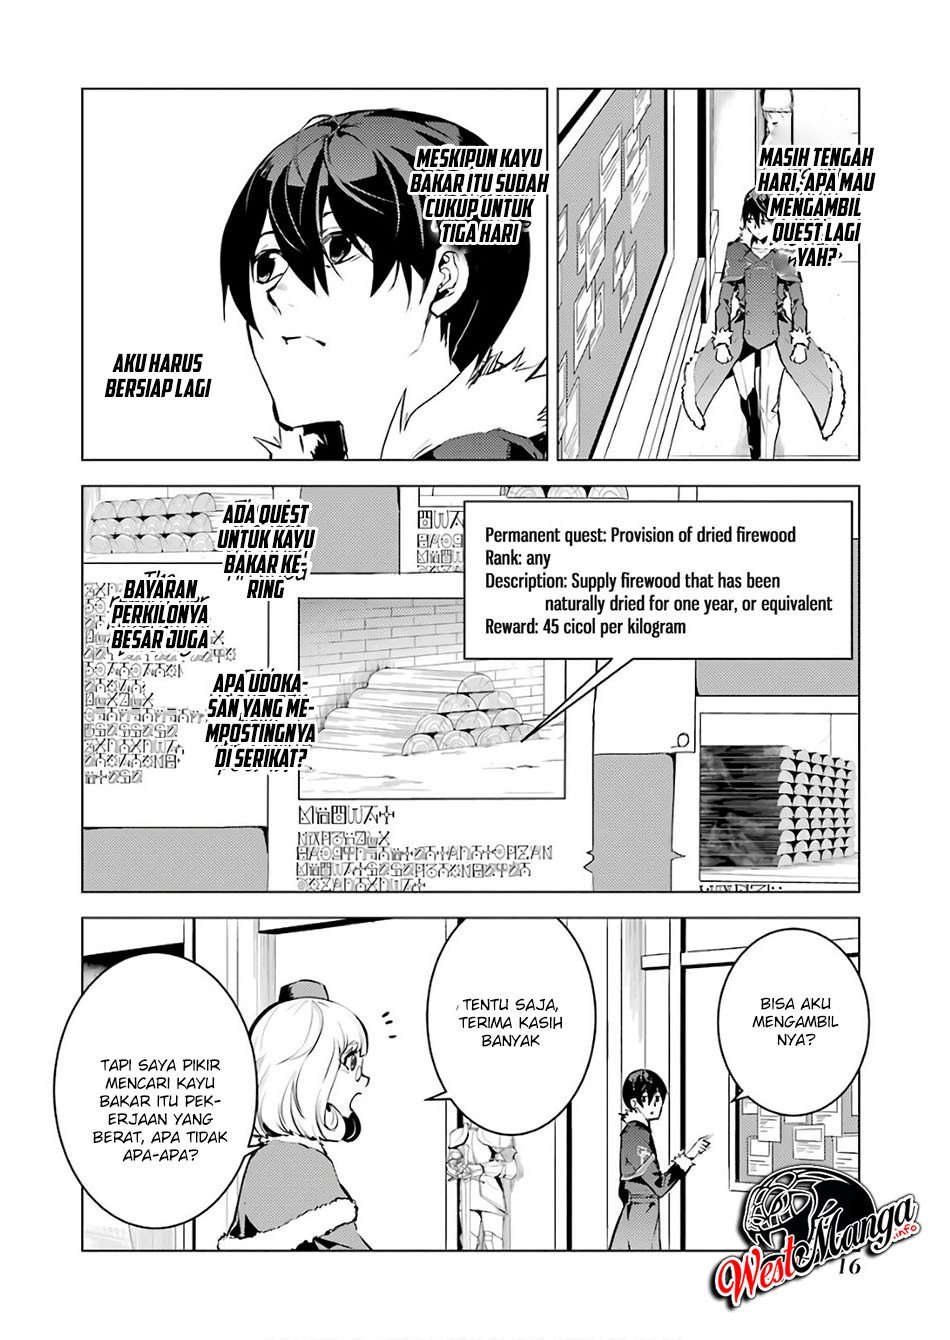 MASIH TENGAH
HARI, APA MAU
MENGAMBIL
QUEST LAGI
YAH?
MESKIPUN KAYU
BAKAR ITU SUDAH
CUKUP UNTUK
TIGA HARI
AKU HARUS
BERSIAP LAGI
Permanent quest: Provision of dried firewood
Rank: any
Description: Supply firewood that has been
naturally dried for one year, or equivalent
Reward: 45 cicol per kilogram
ADA QUEST
UNTUK KAYU
BAKAR KE-
RING
BAYARAN
PERKILONYA
BESAR JUGA
APA UDOKA-
SAN YANG ME-
MPOSTINGNYA
DI SERIKAT?
BISA AKU
MENGAMBIL
NYA?
TENTU SAJA,
TERIMA KASIH
BANYAK
TAPI SAYA PIKIR
MENCARI KAYU
BAKAR ITU PEK-
ERJAAN YANG
BERAT, APA TIDAK
APA-APA?
WestManga.info
16